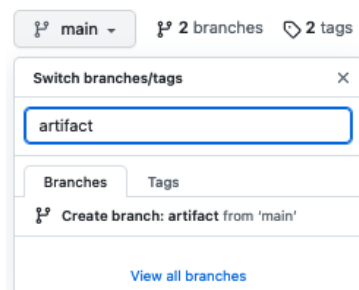 main 2 branches 2 tags
Switch branches/tags
artifact
Branches Tags
Create branch: artifact from ‘main’
View all branches